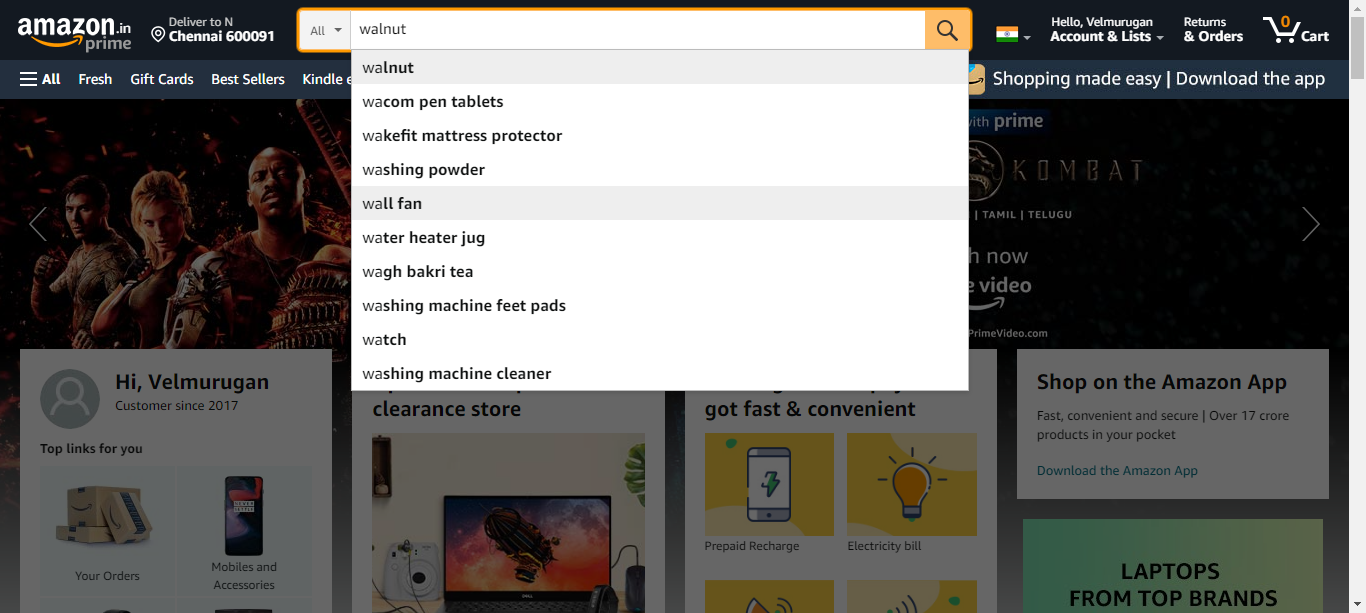 amazon.in
prime
Deliver to N
Chennai 600091
All
walnut
Hello, Velmurugan
Account & Lists
Returns
& Orders
0
Cart
All
Fresh
Gift Cards
Best Sellers
Kindle
Shopping made easy | Download the app
walnut
wacom pen tablets
wakefit mattress protector
washing powder
wall fan
water heater jug
wagh bakri tea
washing machine feet pads
watch
washing machine cleaner
with prime
KOMBAT
| TAMIL | TELUGU
now
video
PrimeVideo.com
Hi, Velmurugan
Customer since 2017
Top links for you
Your Orders
Mobiles and
Accessories
clearance store
DELL
got fast & convenient
Prepaid Recharge
Electricity bill
Shop on the Amazon App
Fast, convenient and secure | Over 17 crore
products in your pocket
Download the Amazon App
LAPTOPS
FROM TOP BRANDS